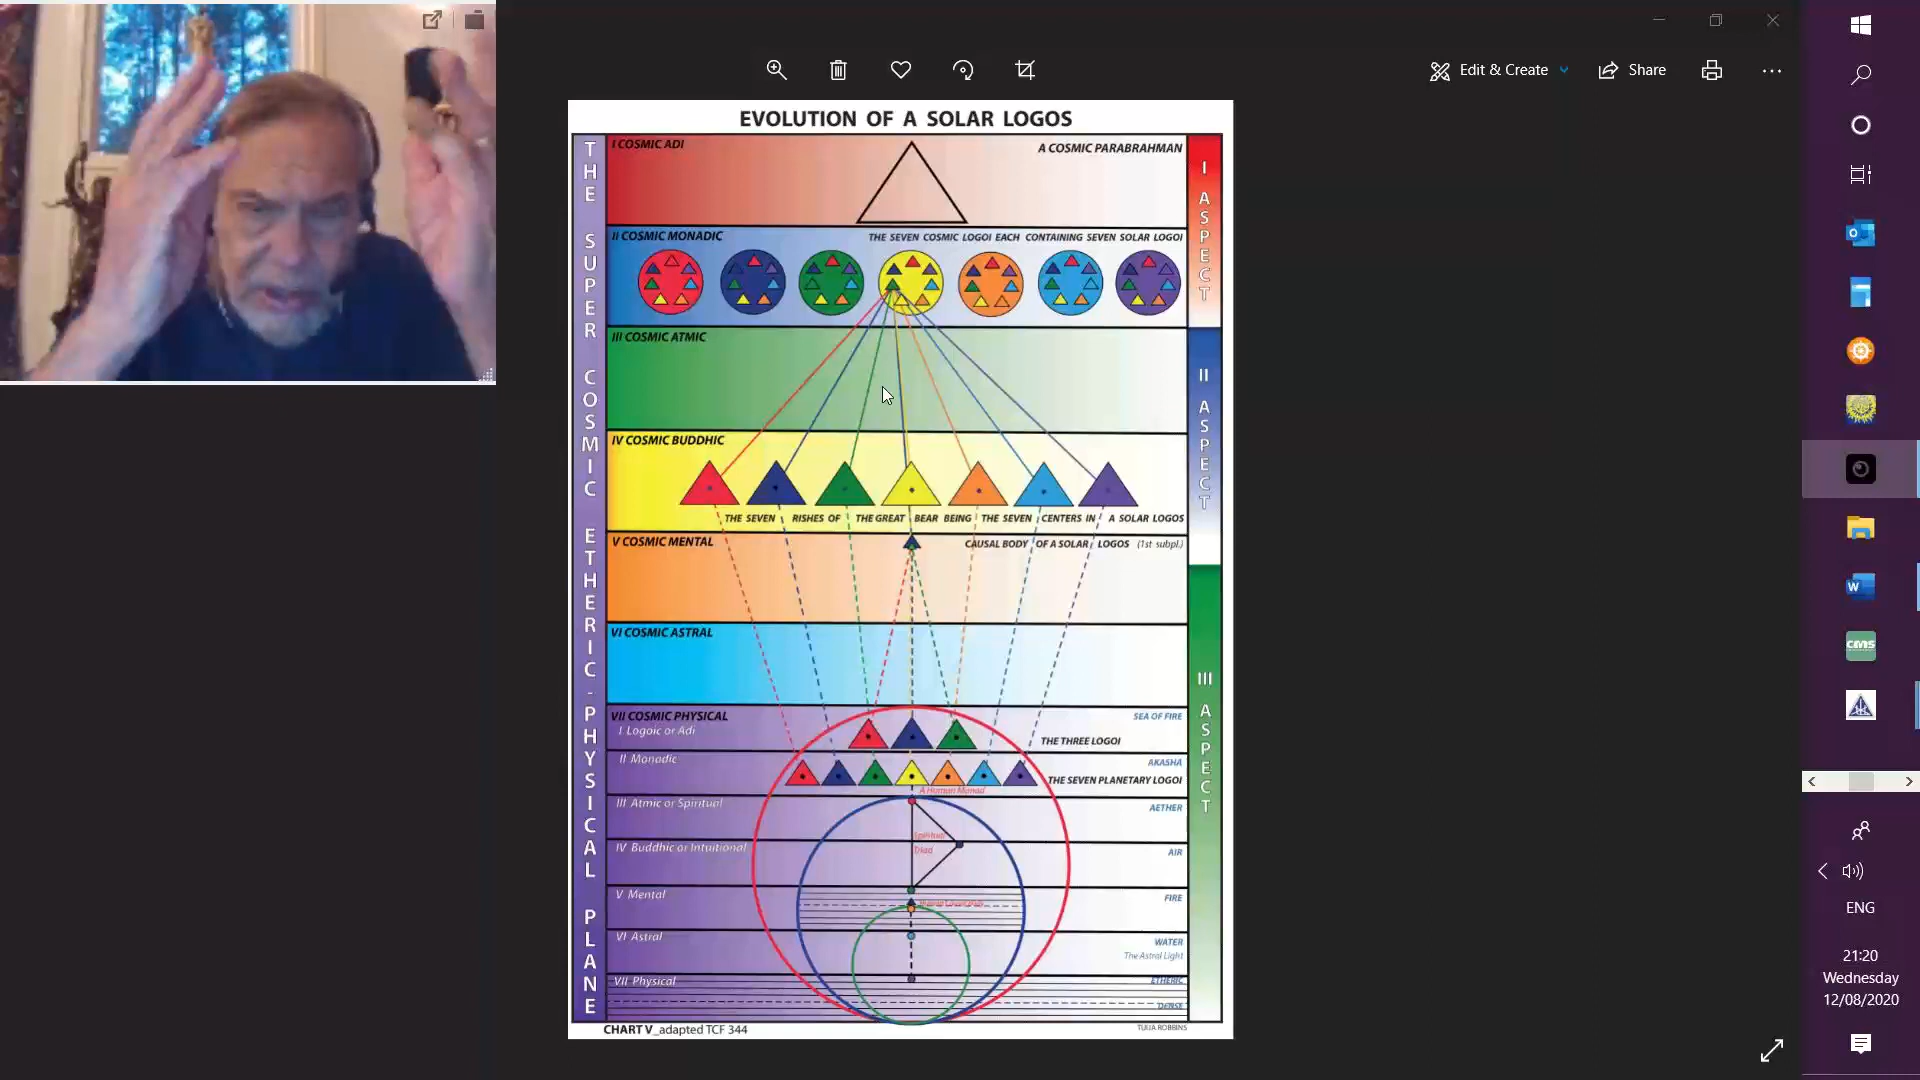 Edit & Create
Share
EVOLUTION OF A SOLAR LOGOS
THE SUPER COSMIC ETHERIC-PHYSICAL PLANE
I COSMIC ADI
A COSMIC PARABRAHMAN
I ASPECT
II COSMIC MONADIC
THE SEVEN COSMIC LOGOI EACH CONTAINING SEVEN SOLAR LOGOI
III COSMIC ATMIC
II ASPECT
IV COSMIC BUDDHIC
THE SEVEN RISHES OF THE GREAT BEAR BEING THE SEVEN CENTERS IN A SOLAR LOGOS
V COSMIC MENTAL
CAUSAL BODY OF A SOLAR LOGOS (1st subpl.)
VI COSMIC ASTRAL
III ASPECT
VII COSMIC PHYSICAL
SEA OF FIRE
I Logoic or Adi
THE THREE LOGOI
II Monadic
AKASHA
THE SEVEN PLANETARY LOGOI
A Human Monad
III Atmic or Spiritual
AETHER
Spiritual
Triad
IV Buddhic or Intuitional
AIR
V Mental
FIRE
VI Astral
WATER
The Astral Light
VII Physical
ETHERIC
DENSE
CHART V_adapted TCF 344
TUIJA ROBBINS
W
CMS
ENG
21:20
Wednesday
12/08/2020